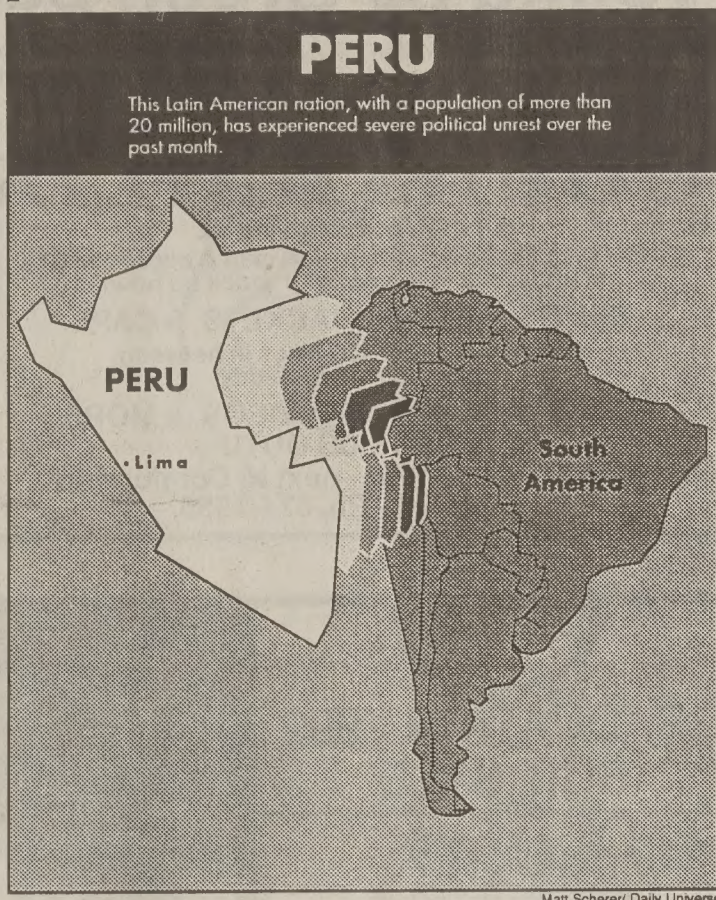 PERU
This Latin American nation, with a population of more than
20 million, has experienced severe political unrest over the
past month.
PERU
Lima
South
America
Matt Scherer/ Daily Universe